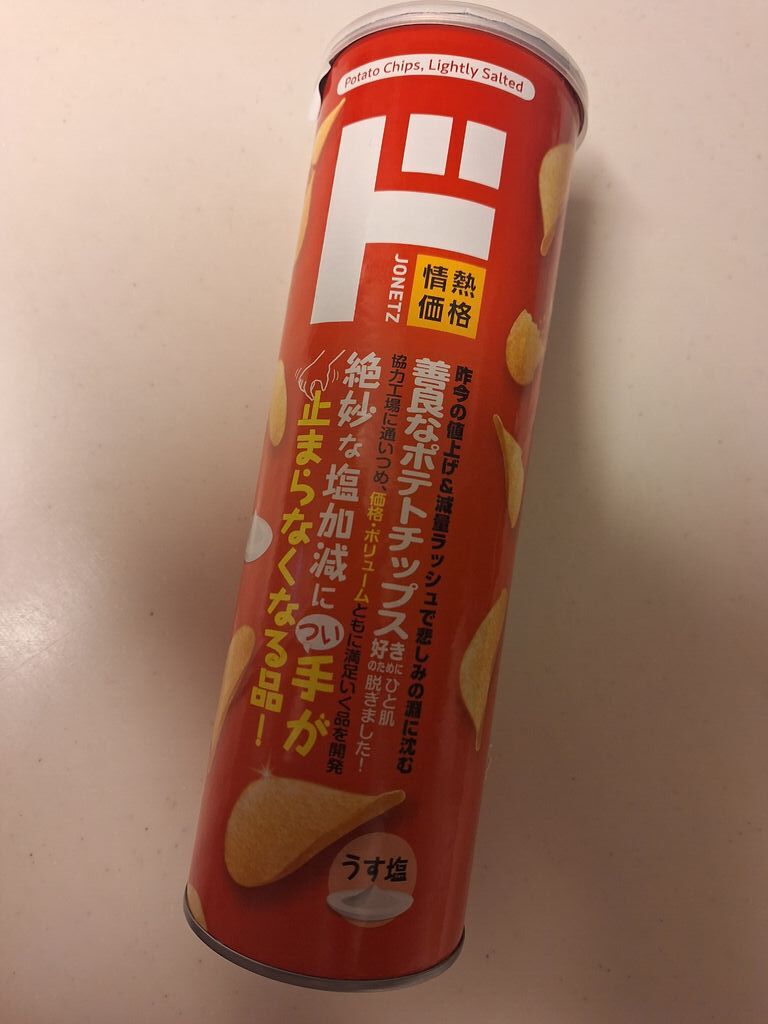 Potato Chips, Lightly Salted
ド
JONETZ
情熱
価格
昨今の値上げ&減量ラッシュで悲しみの淵に沈む
善良なポテトチップス好きのために
ひと肌脱ぎました!
協力工場に通いつめ、価格・ボリュームともに満足いく品を開発
絶妙な塩加減につい手が
止まらなくなる品!
うす塩